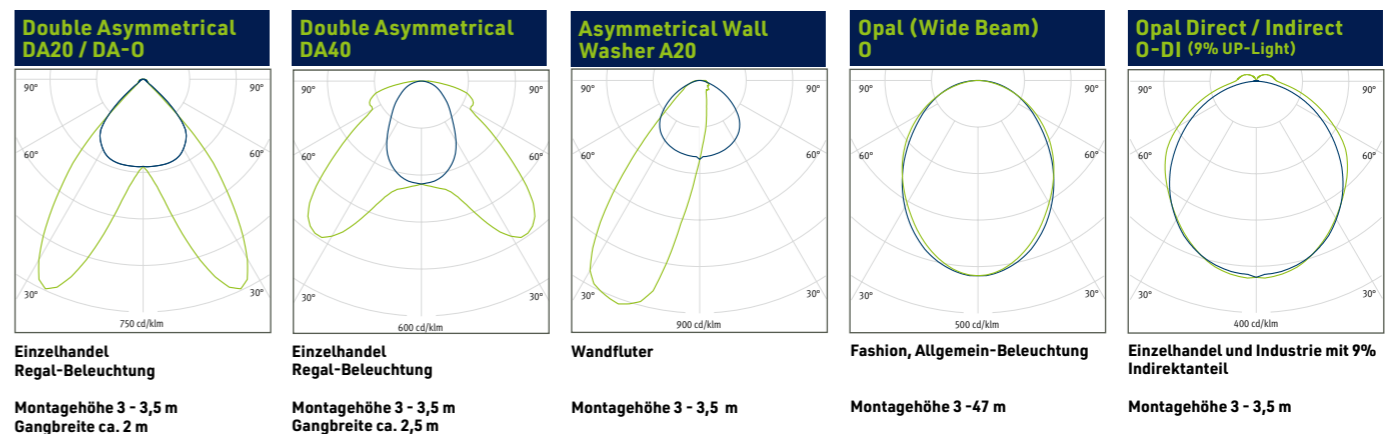 Double Asymmetrical
DA20 / DA-O
90°
90°
60°
60°
30°
30°
750 cd/klm
Einzelhandel
Regal-Beleuchtung
Montagehöhe 3 - 3,5 m
Gangbreite ca. 2 m
Double Asymmetrical
DA40
90°
90°
60°
60°
30°
30°
600 cd/klm
Einzelhandel
Regal-Beleuchtung
Montagehöhe 3 - 3,5 m
Gangbreite ca. 2,5 m
Asymmetrical Wall
Washer A20
90°
90°
60°
60°
30°
30°
900 cd/klm
Wandfluter
Montagehöhe 3 - 3,5 m
Opal (Wide Beam)
O
90°
90°
60°
60°
30°
30°
500 cd/klm
Fashion, Allgemein-Beleuchtung
Montagehöhe 3 -47 m
Opal Direct / Indirect
O-DI (9% UP-Light)
90°
90°
60°
60°
30°
30°
400 cd/klm
Einzelhandel und Industrie mit 9%
Indirektanteil
Montagehöhe 3 - 3,5 m